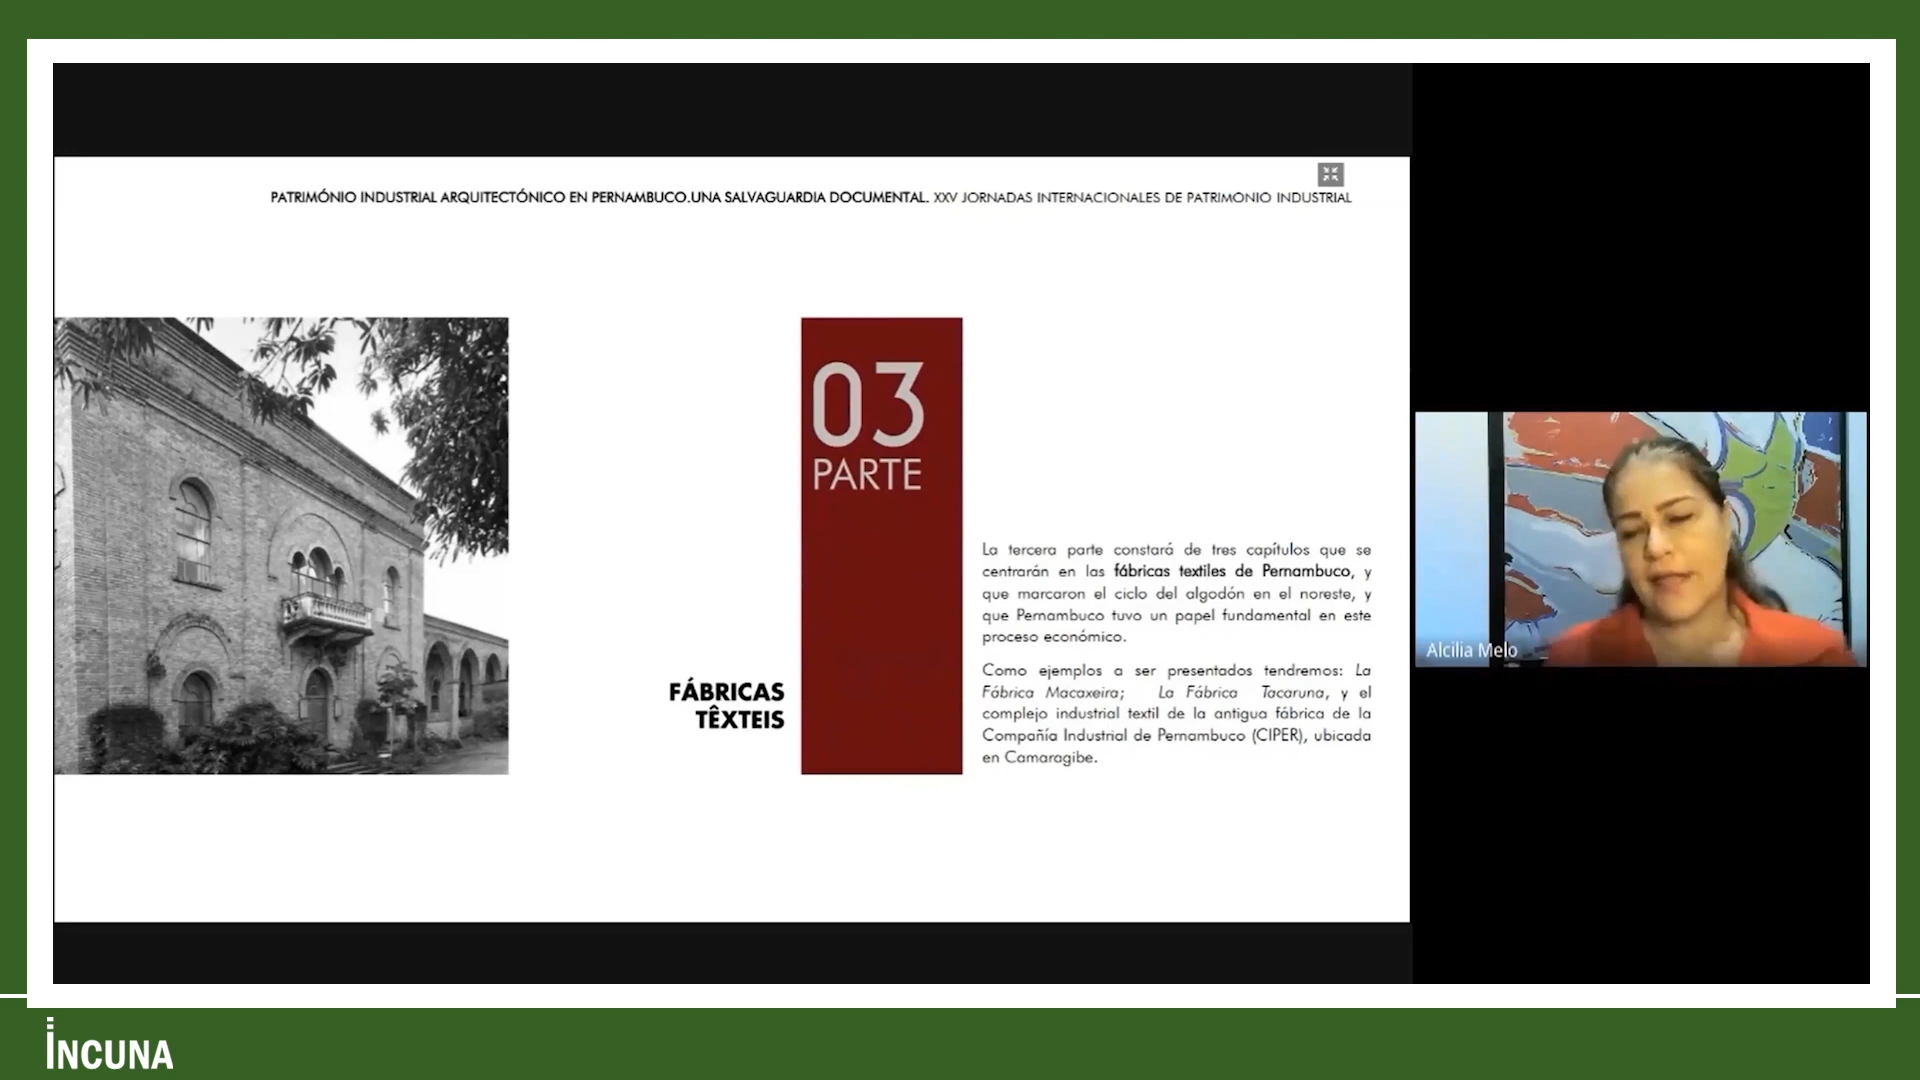 PATRIMÓNIO INDUSTRIAL ARQUITECTÓNICO EN PERNAMBUCO.UNA SALVAGUARDIA DOCUMENTAL. XXV JORNADAS INTERNACIONALES DE PATRIMONIO INDUSTRIAL
03
PARTE
FÁBRICAS
TÊXTEIS
La tercera parte constará de tres capítulos que se
centrarán en las fábricas textiles de Pernambuco, y
que marcaron el ciclo del algodón en el noreste, y
que Pernambuco tuvo un papel fundamental en este
proceso económico.
Como ejemplos a ser presentados tendremos: La
Fábrica Macaxeira; La Fábrica Tacaruna, y el
complejo industrial textil de la antigua fábrica de la
Compañía Industrial de Pernambuco (CIPER), ubicada
en Camaragibe.
Alcilia Melo
INCUNA